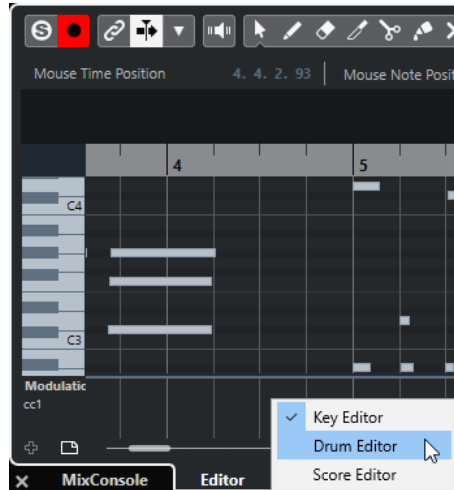 Mouse Time Position 4. 4. 2. 93 Mouse Note Posit
4 5
C4
C3
Modulatic
cc1
Key Editor
Drum Editor
Score Editor
MixConsole Editor